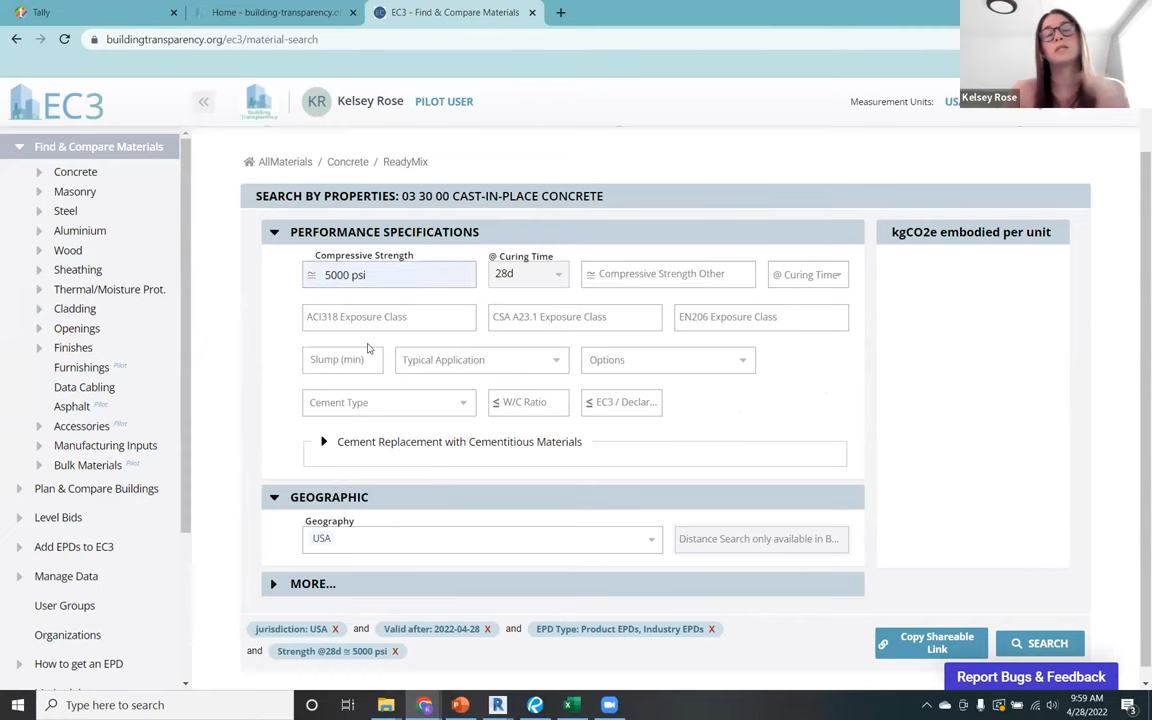 Tally
Home - building-transparency.o
EC3 - Find & Compare Materials
buildingtransparency.org/ec3/material-search
Kelsey Rose
EC3
Building Transparency
KR
Kelsey Rose
PILOT USER
Measurement Units:
Find & Compare Materials
Concrete
Masonry
Steel
Aluminium
Wood
Sheathing
Thermal/Moisture Prot.
Cladding
Openings
Finishes
Furnishings Pilot
Data Cabling
Asphalt Pilot
Accessories Pilot
Manufacturing Inputs
Bulk Materials Pilot
Plan & Compare Buildings
Level Bids
Add EPDs to EC3
Manage Data
User Groups
Organizations
How to get an EPD
AllMaterials / Concrete / ReadyMix
SEARCH BY PROPERTIES: 03 30 00 CAST-IN-PLACE CONCRETE
PERFORMANCE SPECIFICATIONS
Compressive Strength
≅ 5000 psi
@ Curing Time
28d
≅ Compressive Strength Other
@ Curing Time
ACI318 Exposure Class
CSA A23.1 Exposure Class
EN206 Exposure Class
Slump (min)
Typical Application
Options
Cement Type
≤ W/C Ratio
≤ EC3 / Declar...
Cement Replacement with Cementitious Materials
GEOGRAPHIC
Geography
USA
Distance Search only available in B...
MORE...
kgCO2e embodied per unit
jurisdiction: USA X and Valid after: 2022-04-28 X and EPD Type: Product EPDs, Industry EPDs X
and Strength @28d ≅ 5000 psi X
Copy Shareable
Link
SEARCH
Report Bugs & Feedback
Type here to search
9:59 AM
4/28/2022
3